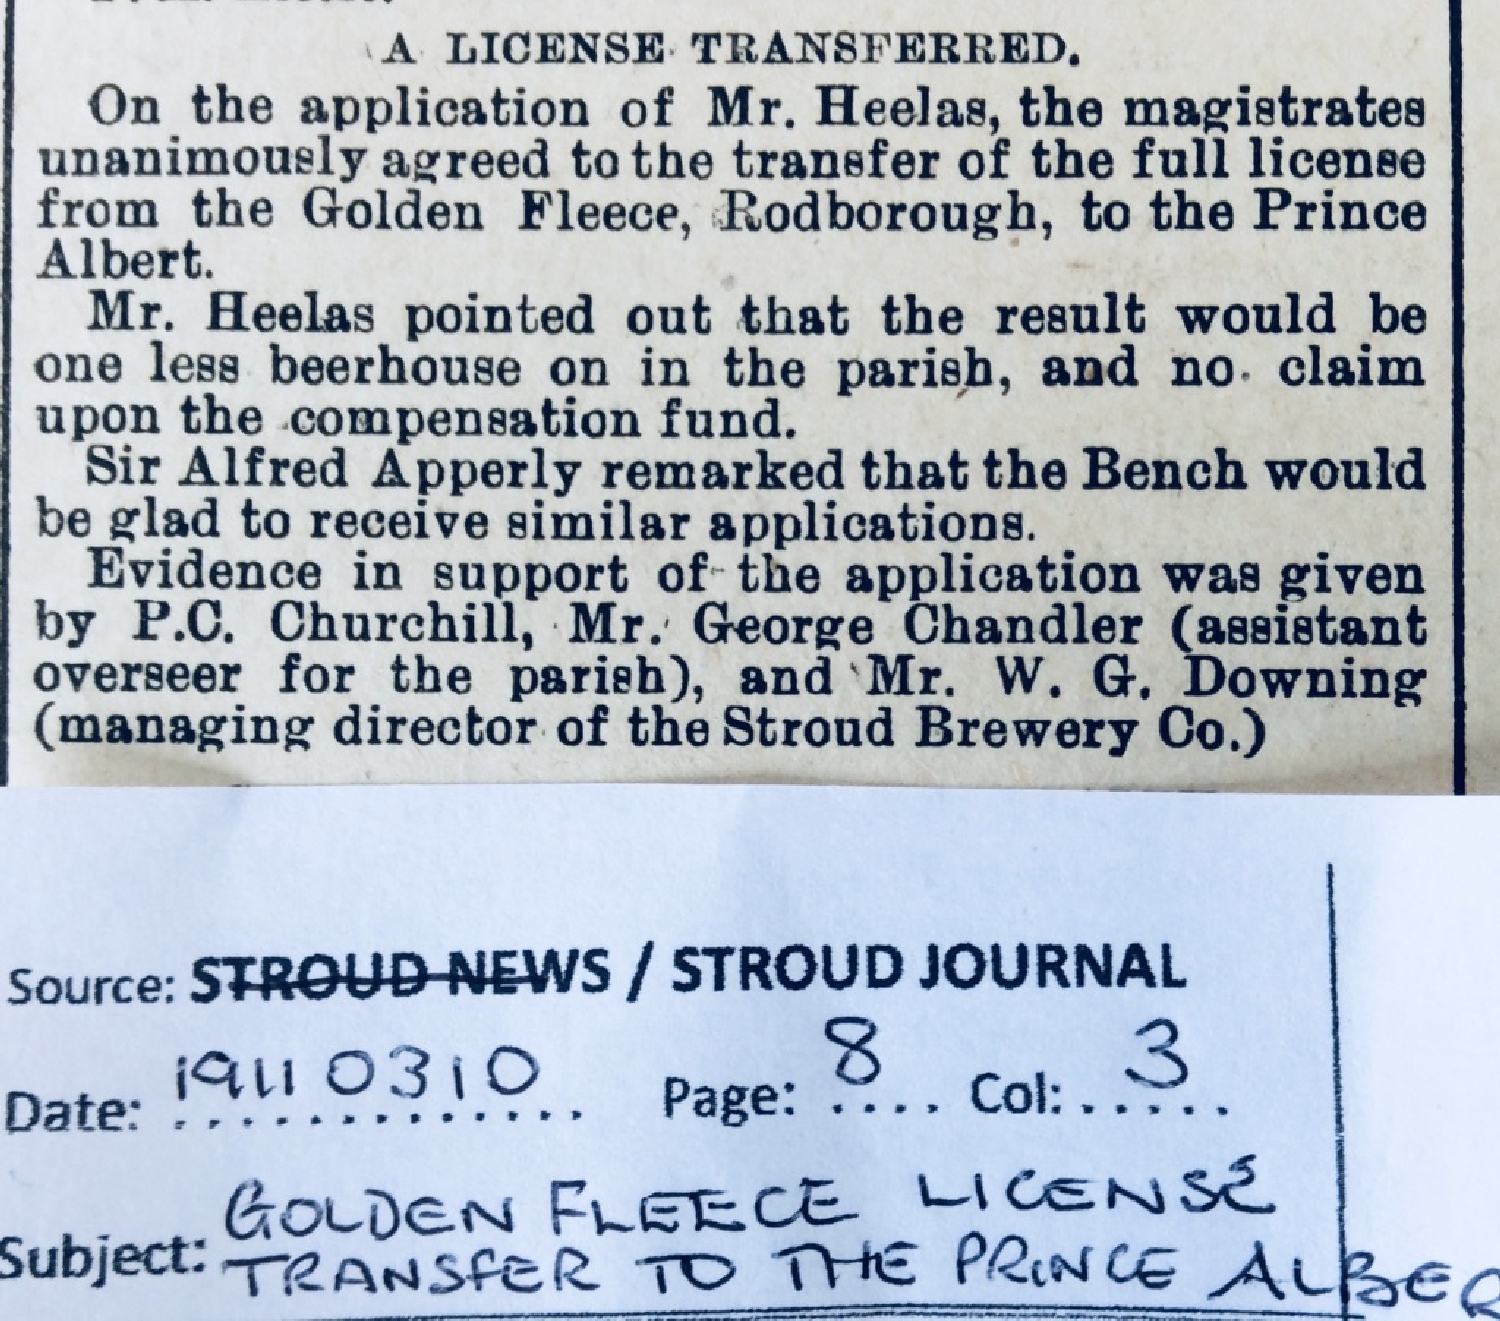 A LICENSE TRANSFERRED.
On the application of Mr. Heelas, the magistrates
unanimously agreed to the transfer of the full license
from the Golden Fleece, Rodborough, to the Prince
Albert.
Mr. Heelas pointed out that the result would be
one less beerhouse on in the parish, and no claim
upon the compensation fund.
Sir Alfred Apperly remarked that the Bench would
be glad to receive similar applications.
Evidence in support of the application was given
by P.C. Churchill, Mr. George Chandler (assistant
overseer for the parish), and Mr. W. G. Downing
(managing director of the Stroud Brewery Co.)
Source: STROUD NEWS / STROUD JOURNAL
Date: 19110310 Page: 8 Col: 3
Subject: GOLDEN FLEECE LICENSE
TRANSFER TO THE PRINCE ALBER